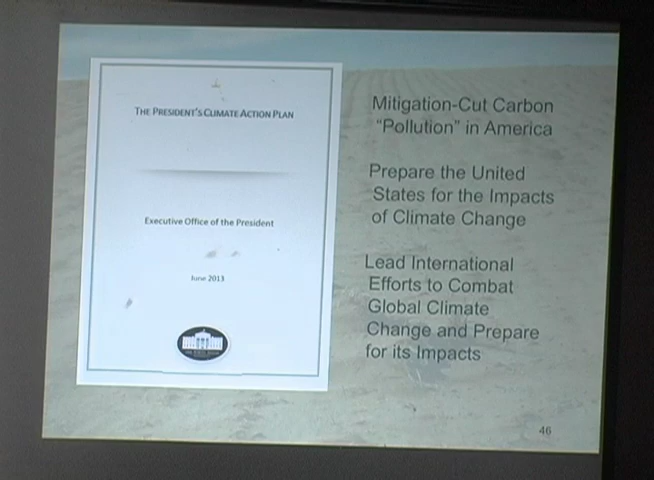 THE PRESIDENT'S CLIMATE ACTION PLAN
Executive Office of the President
June 2013
Mitigation-Cut Carbon
"Pollution" in America
Prepare the United
States for the Impacts
of Climate Change
Lead International
Efforts to Combat
Global Climate
Change and Prepare
for its Impacts
46